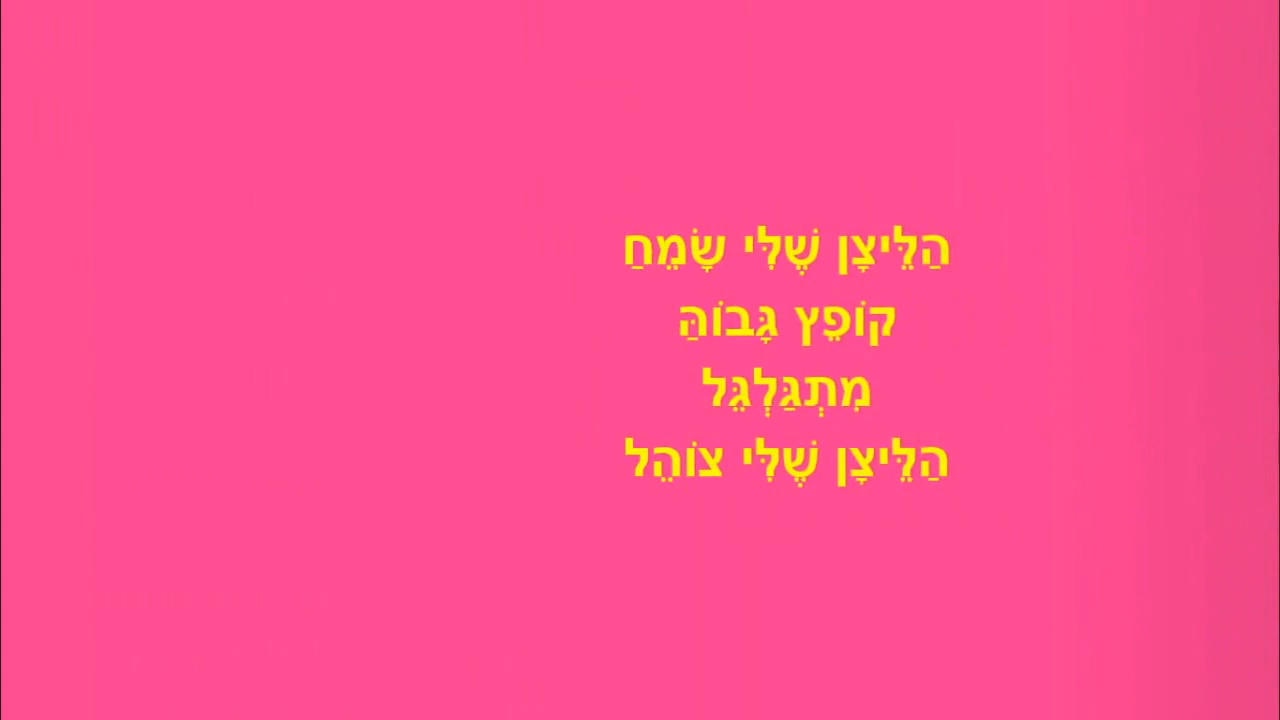 הַלֵּיצָן שֶׁלִּי שָׂמֵחַ
קוֹפֵץ גָּבוֹהַּ
מִתְגַּלְגֵּל
הַלֵּיצָן שֶׁלִּי צוֹהֵל